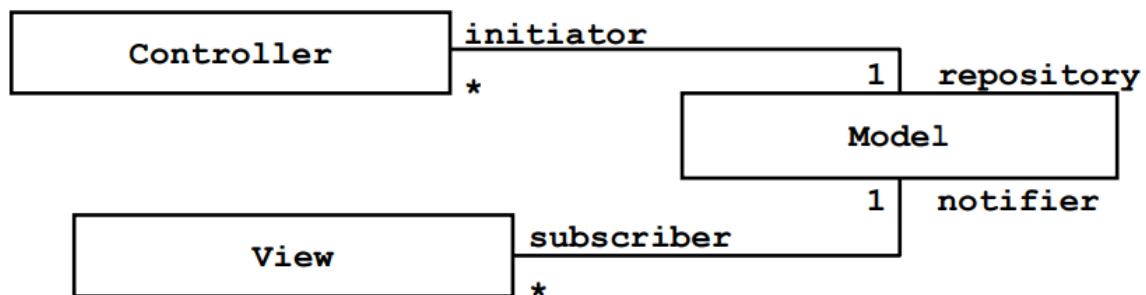 Controller
initiator
*
1 repository
Model
1 notifier
View
subscriber
*